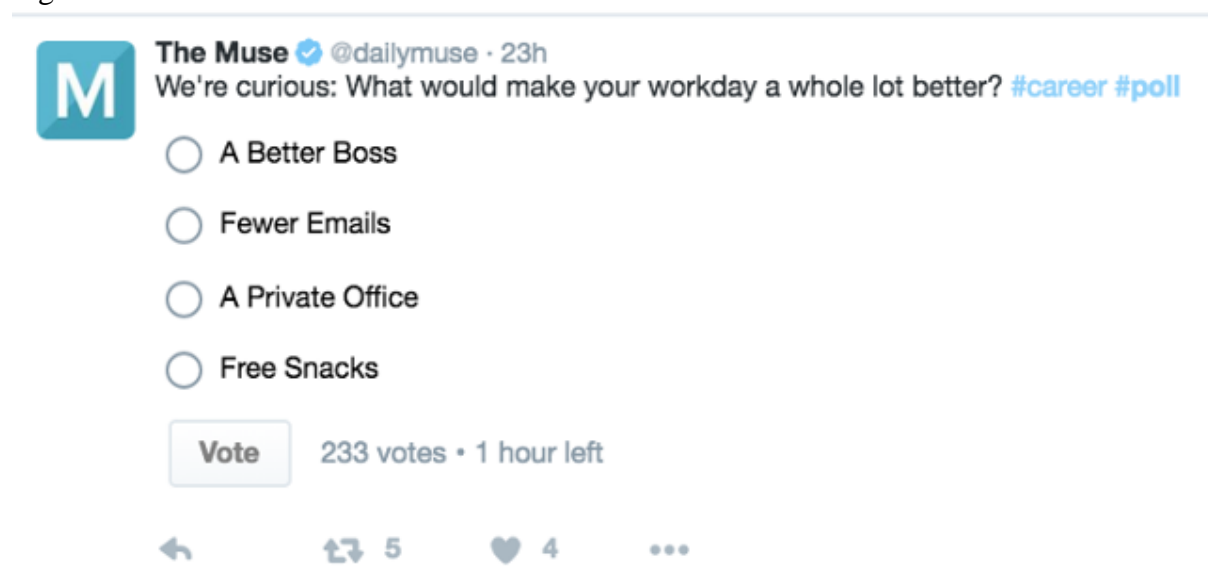 M
The Muse @dailymuse · 23h
We're curious: What would make your workday a whole lot better? #career #poll
A Better Boss
Fewer Emails
A Private Office
Free Snacks
Vote 233 votes • 1 hour left
5 4